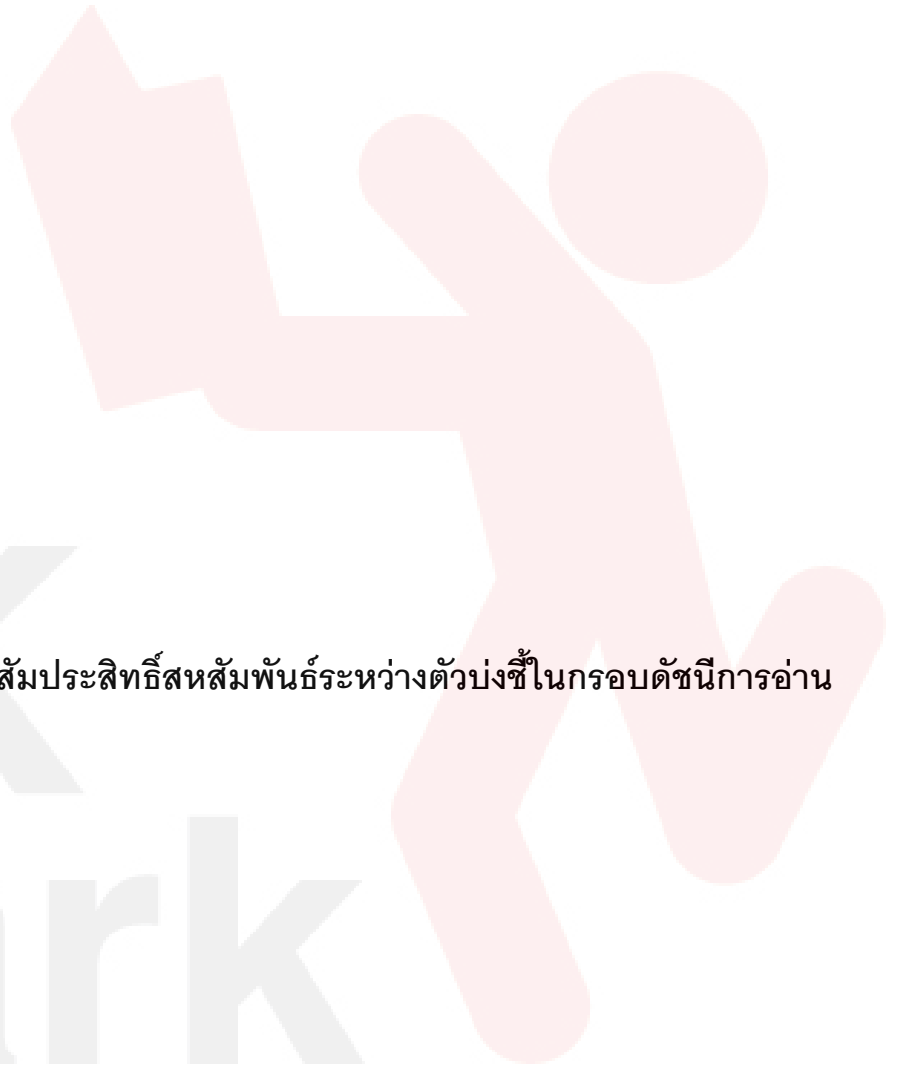 สัมประสิทธิ์สหสัมพันธ์ระหว่างตัวบ่งชี้ในกรอบดัชนีการอ่าน
k
ark